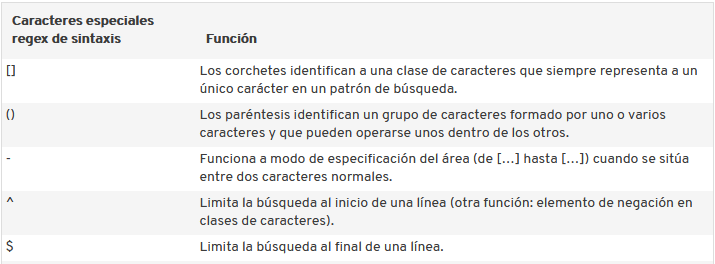 Caracteres especiales
regex de sintaxis
Función
[]
Los corchetes identifican a una clase de caracteres que siempre representa a un
único carácter en un patrón de búsqueda.
()
Los paréntesis identifican un grupo de caracteres formado por uno o varios
caracteres y que pueden operarse unos dentro de los otros.
-
Funciona a modo de especificación del área (de [...] hasta [...]) cuando se sitúa
entre dos caracteres normales.
^
Limita la búsqueda al inicio de una línea (otra función: elemento de negación en
clases de caracteres).
$
Limita la búsqueda al final de una línea.